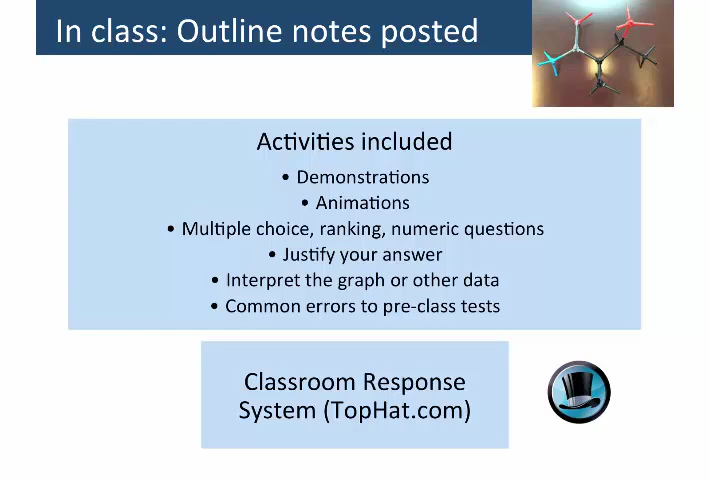 In class: Outline notes posted
Activities included
• Demonstrations
• Animations
• Multiple choice, ranking, numeric questions
• Justify your answer
• Interpret the graph or other data
• Common errors to pre-class tests
Classroom Response
System (TopHat.com)